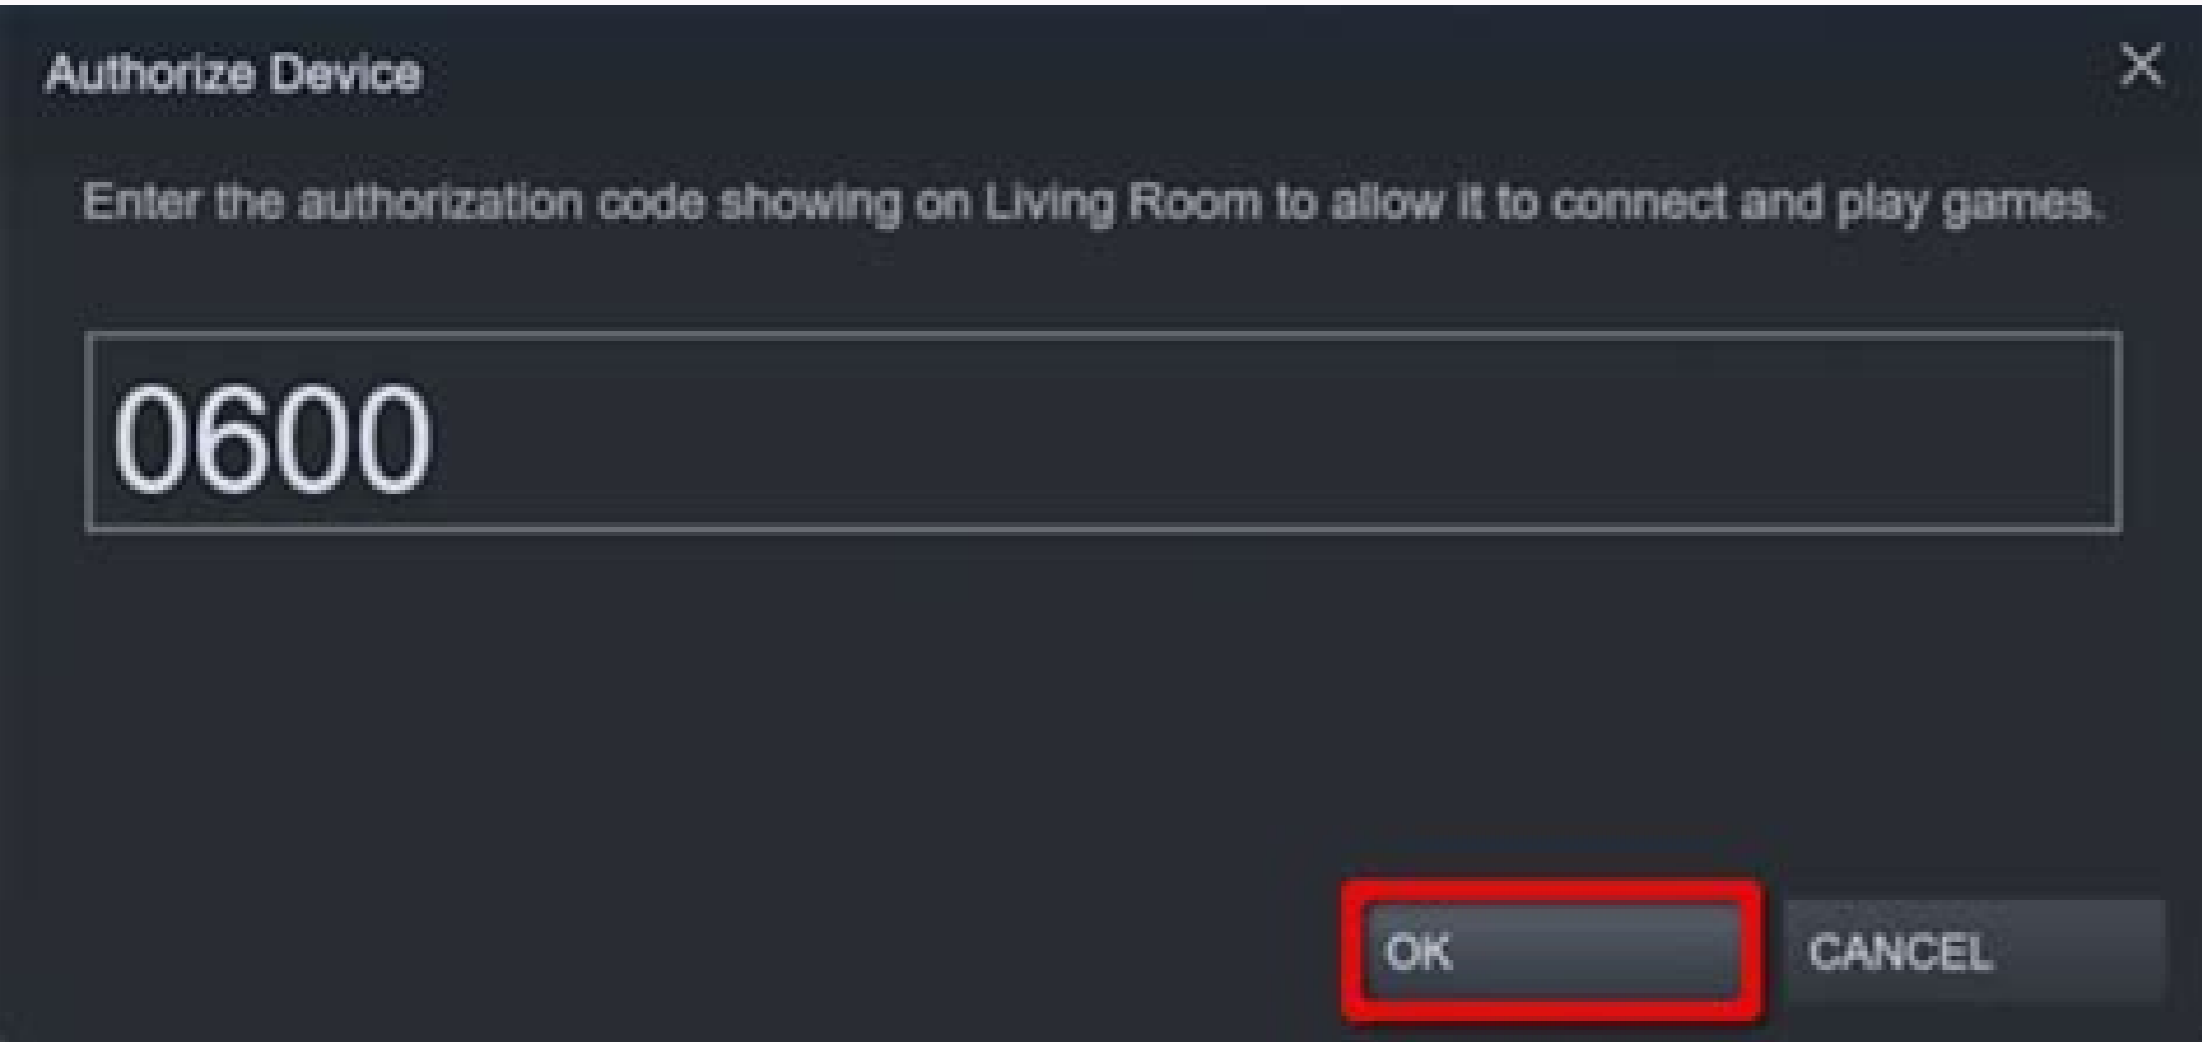 Authorize Device
Enter the authorization code showing on Living Room to allow it to connect and play games.
0600
OK
CANCEL